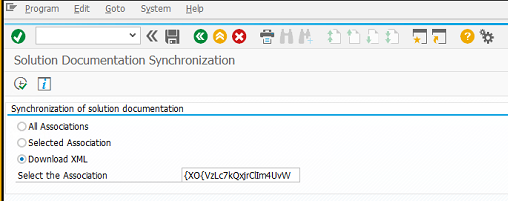 Program Edit Goto System Help
Solution Documentation Synchronization
Synchronization of solution documentation
All Associations
Selected Association
Download XML
Select the Association {XO{VzLc7kQxjrClIm4UvW